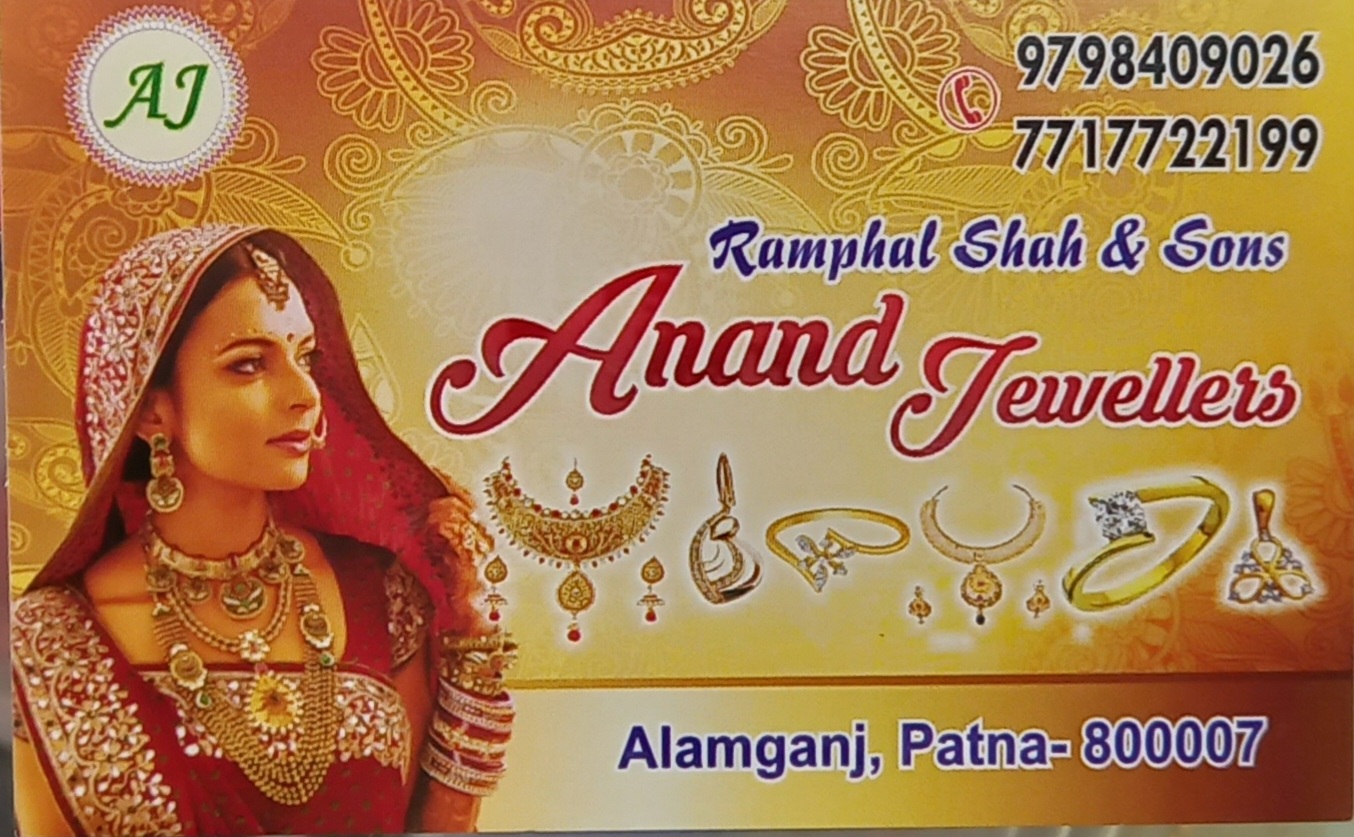 AJ
9798409026
7717722199
Ramphal Shah & Sons
Anand Jewellers
Alamganj, Patna- 800007